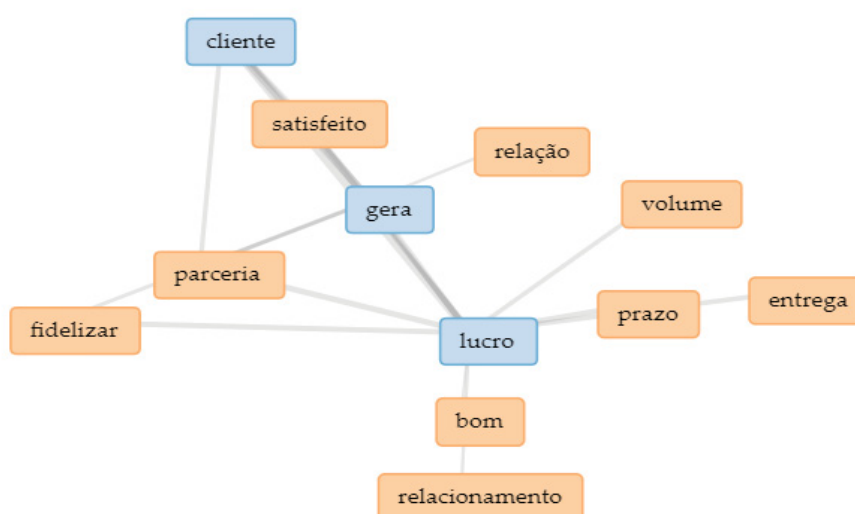 cliente
satisfeito
relação
gera
volume
parceria
entrega
prazo
fidelizar
lucro
bom
relacionamento